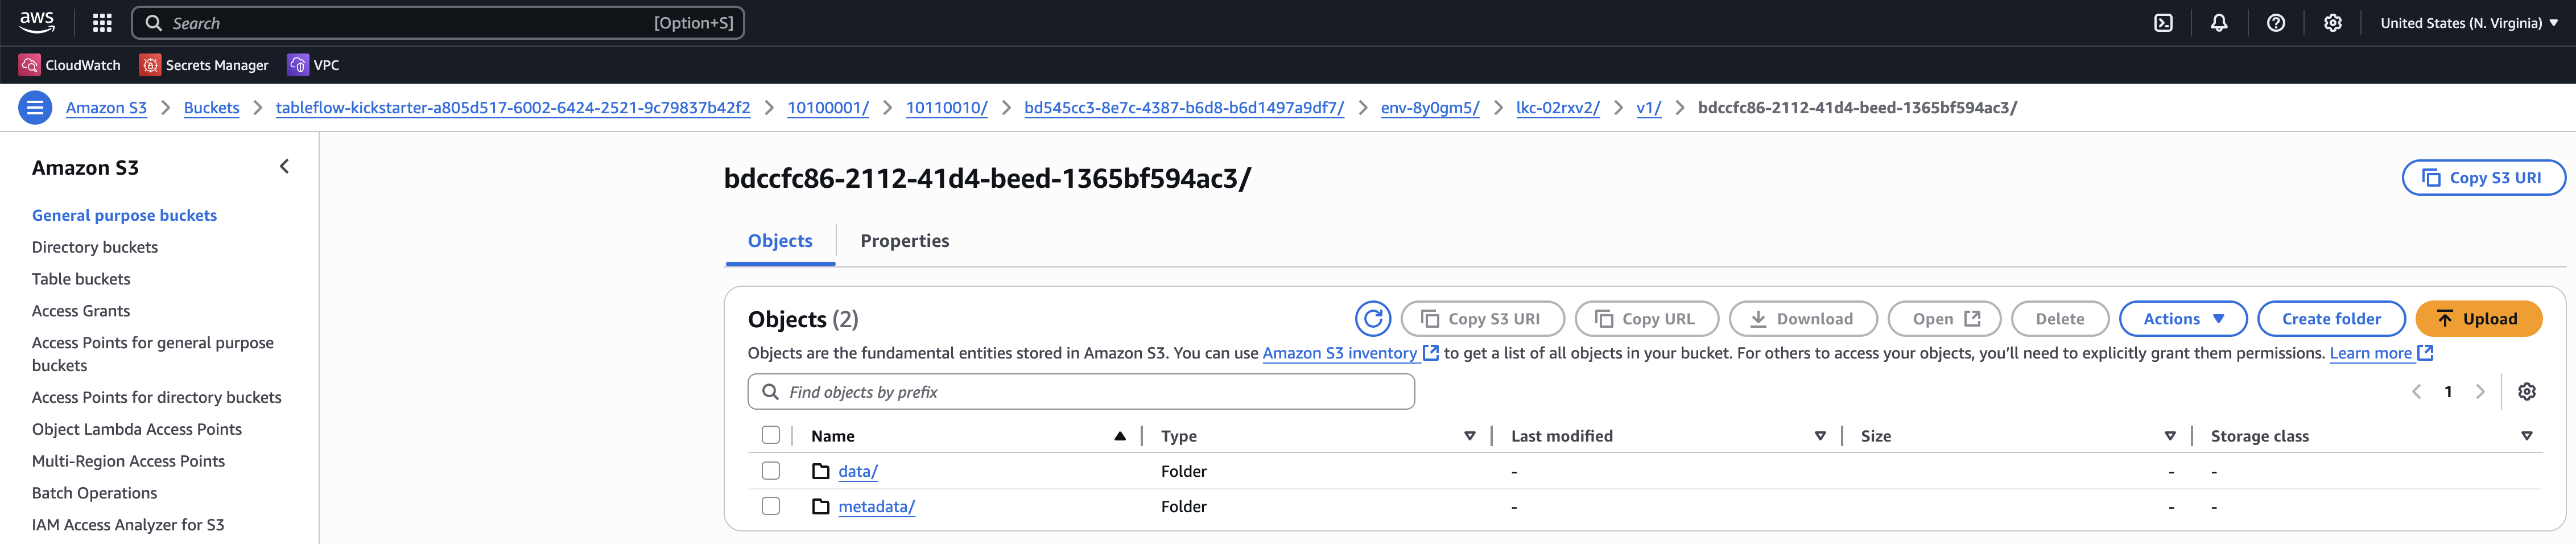 aws
Search [Option+S] United States (N. Virginia)
CloudWatch Secrets Manager VPC
Amazon S3 Buckets tableflow-kickstarter-a805d517-6002-6424-2521-9c79837b42f2 10100001/ 10110010/ bd545cc3-8e7c-4387-b6d8-b6d1497a9df7/ env-8y0gm5/ lkc-02rxv2/ v1/ bdccfc86-2112-41d4-beed-1365bf594ac3/
Amazon S3
General purpose buckets
Directory buckets
Table buckets
Access Grants
Access Points for general purpose
buckets
Access Points for directory buckets
Object Lambda Access Points
Multi-Region Access Points
Batch Operations
IAM Access Analyzer for S3
bdccfc86-2112-41d4-beed-1365bf594ac3/
Copy S3 URI
Objects Properties
Objects (2)
Copy S3 URI Copy URL Download Open Delete Actions Create folder Upload
Objects are the fundamental entities stored in Amazon S3. You can use Amazon S3 inventory to get a list of all objects in your bucket. For others to access your objects, you’ll need to explicitly grant them permissions. Learn more
Find objects by prefix
1
Name Type Last modified Size Storage class
data/ Folder - - -
metadata/ Folder - - -